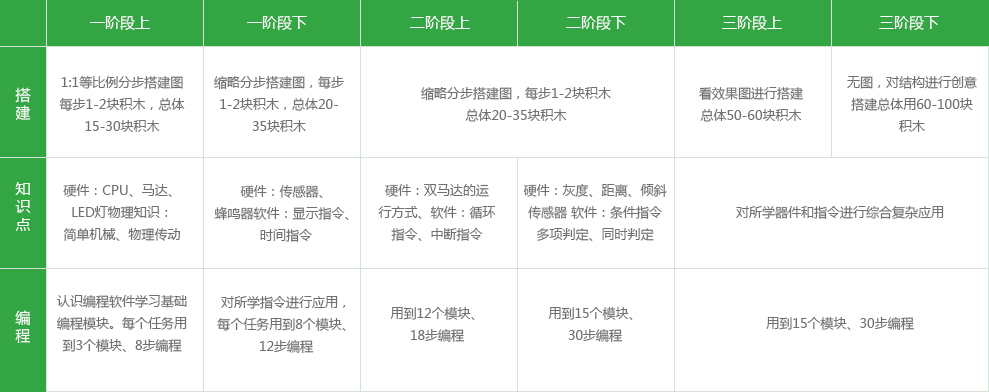 一阶段上
一阶段下
二阶段上
二阶段下
三阶段上
三阶段下
搭建
1:1等比例分步搭建图
每步1-2块积木，总体
15-30块积木
缩略分步搭建图，每步
1-2块积木，总体20-
35块积木
缩略分步搭建图，每步1-2块积木
总体20-35块积木
看效果图进行搭建
总体50-60块积木
无图，对结构进行创意
搭建总体用60-100块
积木
知识点
硬件：CPU、马达、
LED灯物理知识：
简单机械、物理传动
硬件：传感器、
蜂鸣器软件：显示指令、
时间指令
硬件：双马达的运
行方式、软件：循环
指令、中断指令
硬件：灰度、距离、倾斜
传感器 软件：条件指令
多项判定、同时判定
对所学器件和指令进行综合复杂应用
编程
认识编程软件学习基础
编程模块。每个任务用
到3个模块、8步编程
对所学指令进行应用，
每个任务用到8个模块、
12步编程
用到12个模块、
18步编程
用到15个模块、
30步编程
用到15个模块、30步编程